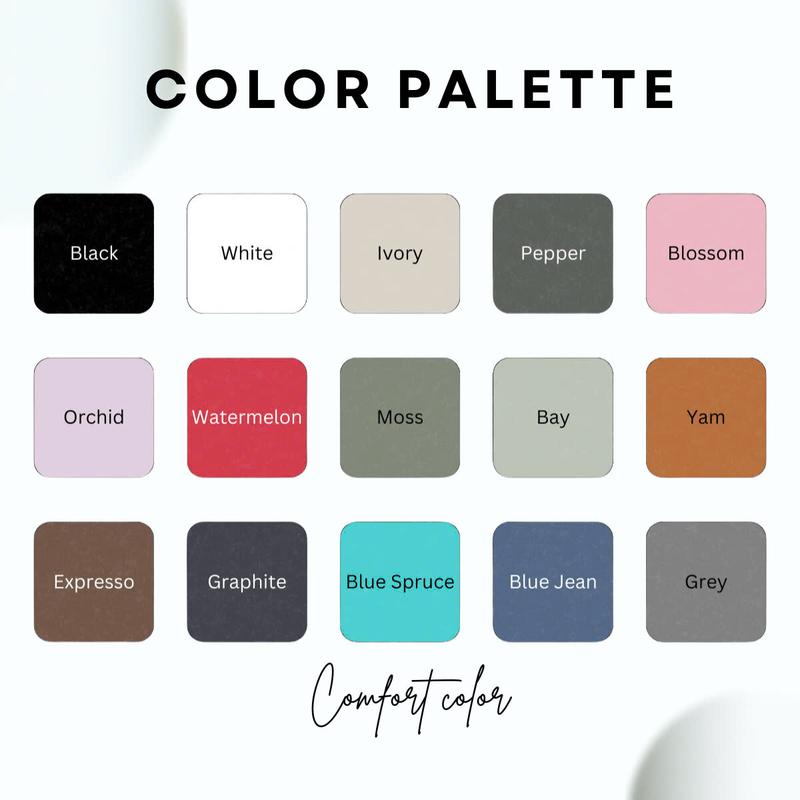 COLOR PALETTE
Black
White
Ivory
Pepper
Blossom
Orchid
Watermelon
Moss
Bay
Yam
Expresso
Graphite
Blue Spruce
Blue Jean
Grey
Comfort color